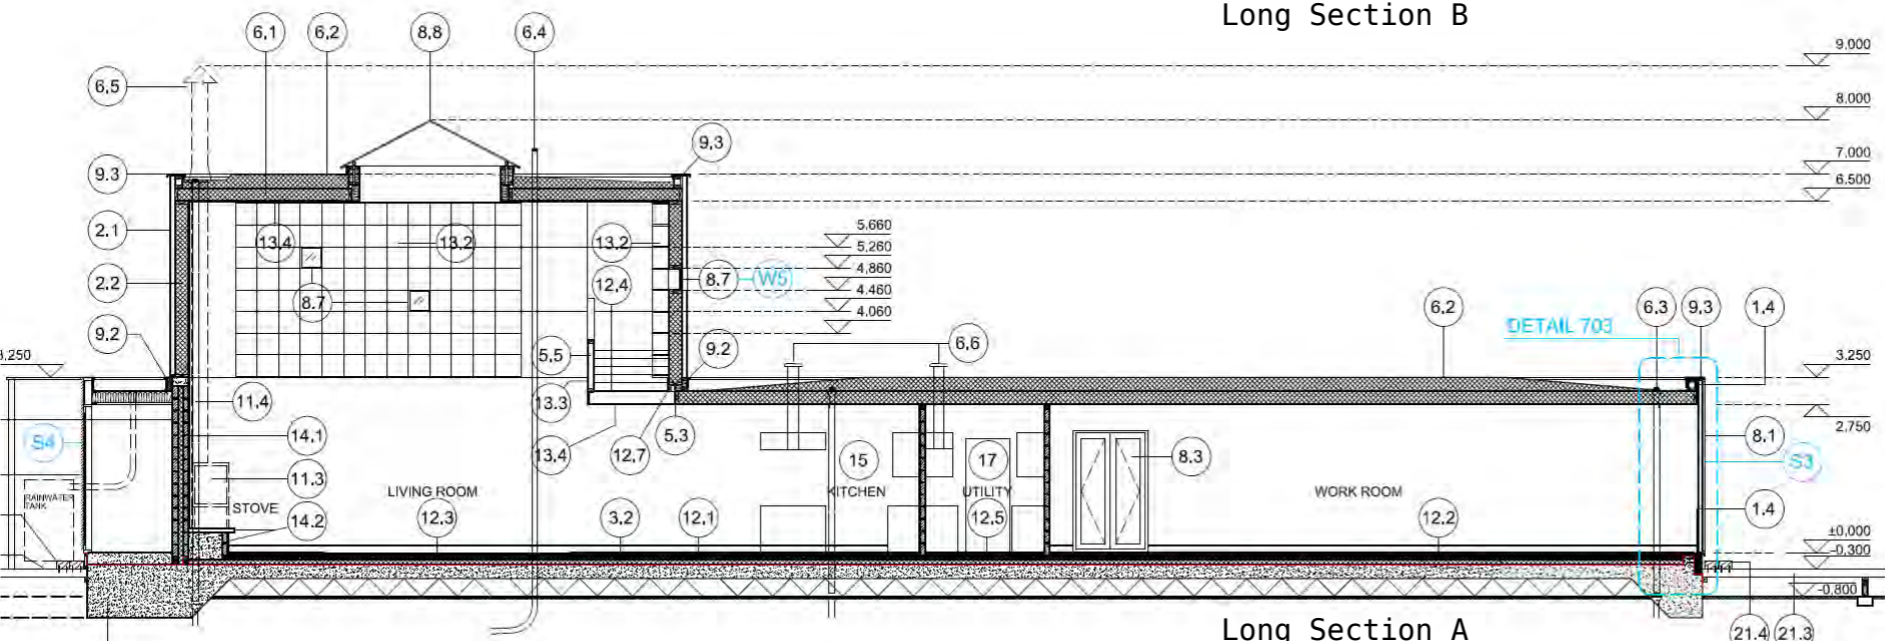 Long Section B
6,1 6,2 8,8 6,4
9.000
6,5
8.000
9,3
9.3
7.000
6.500
2.1
13.4 13.2 13.2
5.660
5.260
4.860
4.460
4.060
2.2
8.7
12.4
8.7 W5
6.2 6.3 9.3 1.4
DETAIL 703
9.2
5.5
9.2
6.6
3.250
.250
11.4
13.3
2.750
S4
14.1
13.4 12.7 5.3
15 17
8.3
8.1
S3
11.3
RAINWATER
TANK
STOVE
LIVING ROOM
KITCHEN
UTILITY
WORK ROOM
14.2
12.3 3.2 12.1 12.5 12.2
1.4
±0.000
-0.300
-0.800
21.4 21.3
Long Section A